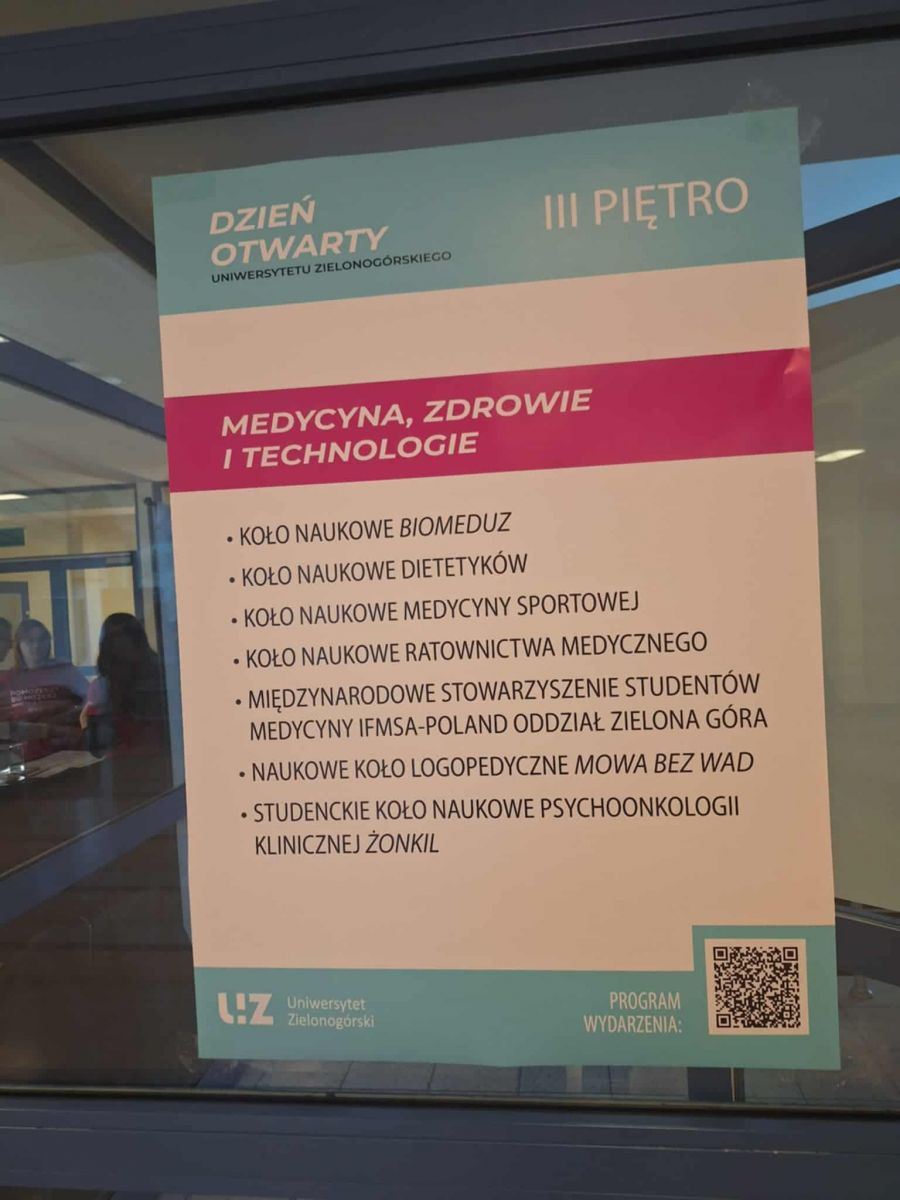 DZIEŃ
OTWARTY
UNIWERSYTETU ZIELONOGÓRSKIEGO
III PIĘTRO
MEDYCYNA, ZDROWIE
I TECHNOLOGIE
• KOŁO NAUKOWE BIOMEDUZ
• KOŁO NAUKOWE DIETETYKÓW
• KOŁO NAUKOWE MEDYCYNY SPORTOWEJ
• KOŁO NAUKOWE RATOWNICTWA MEDYCZNEGO
• MIĘDZYNARODOWE STOWARZYSZENIE STUDENTÓW
MEDYCYNY IFMSA-POLAND ODDZIAŁ ZIELONA GÓRA
• NAUKOWE KOŁO LOGOPEDYCZNE MOWA BEZ WAD
• STUDENCKIE KOŁO NAUKOWE PSYCHOONKOLOGII
KLINICZNEJ ŻONKIL
UZ
Uniwersytet
Zielonogórski
PROGRAM
WYDARZENIA: